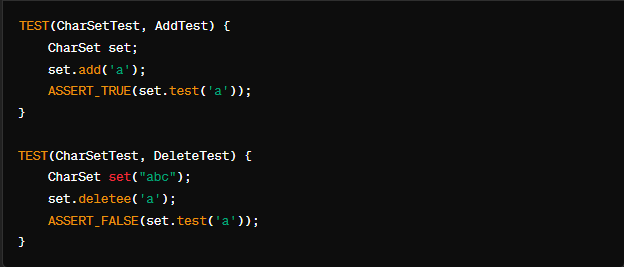 TEST(CharSetTest, AddTest) {
    CharSet set;
    set.add('a');
    ASSERT_TRUE(set.test('a'));
}

TEST(CharSetTest, DeleteTest) {
    CharSet set("abc");
    set.deletee('a');
    ASSERT_FALSE(set.test('a'));
}